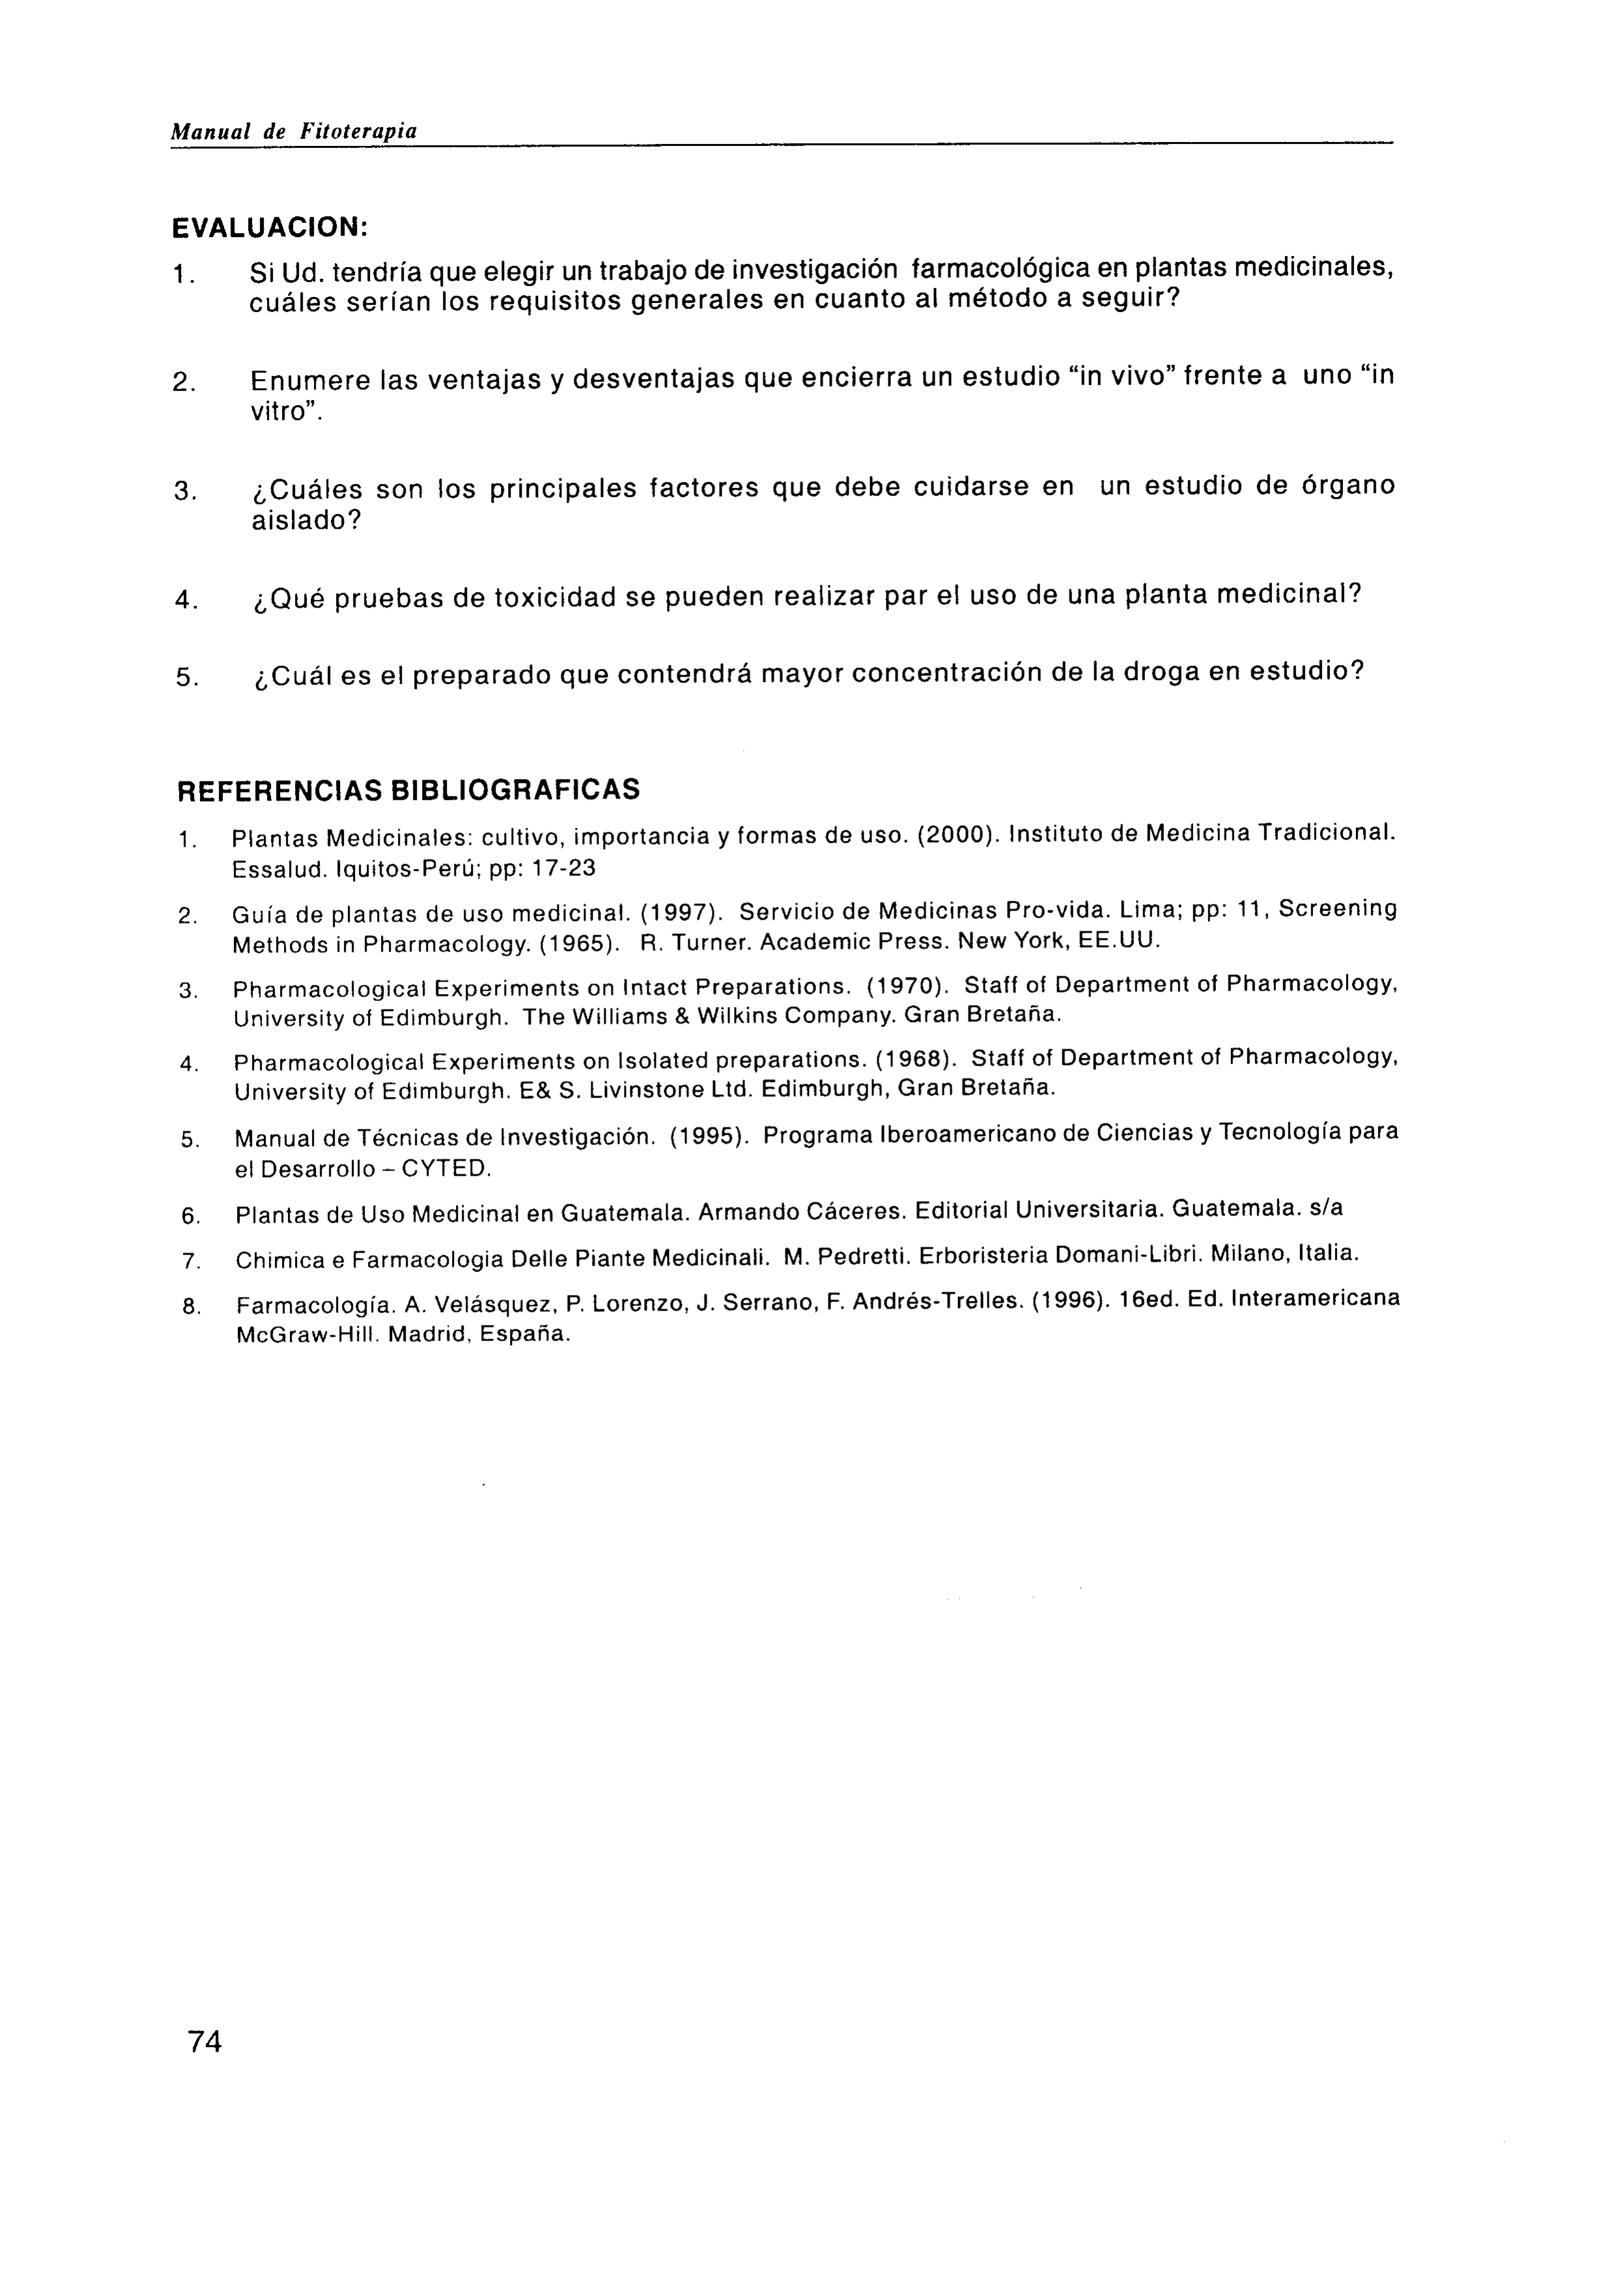 Manual de Fitoterapia
EVALUACION:
1. Si Ud. tendría que elegir un trabajo de investigación farmacológica en plantas medicinales,
cuáles serían los requisitos generales en cuanto al método a seguir?
2. Enumere las ventajas y desventajas que encierra un estudio “in vivo” frente a uno “in
vitro”.
3. ¿Cuáles son los principales factores que debe cuidarse en un estudio de órgano
aislado?
4. ¿Qué pruebas de toxicidad se pueden realizar par el uso de una planta medicinal?
5. ¿Cuál es el preparado que contendrá mayor concentración de la droga en estudio?
REFERENCIAS BIBLIOGRAFICAS
1. Plantas Medicinales: cultivo, importancia y formas de uso. (2000). Instituto de Medicina Tradicional.
Essalud. Iquitos-Perú; pp: 17-23
2. Guía de plantas de uso medicinal. (1997). Servicio de Medicinas Pro-vida. Lima; pp: 11, Screening
Methods in Pharmacology. (1965). R. Turner. Academic Press. New York, EE.UU.
3. Pharmacological Experiments on Intact Preparations. (1970). Staff of Department of Pharmacology,
University of Edimburgh. The Williams & Wilkins Company. Gran Bretaña.
4. Pharmacological Experiments on Isolated preparations. (1968). Staff of Department of Pharmacology,
University of Edimburgh. E& S. Livinstone Ltd. Edimburgh, Gran Bretaña.
5. Manual de Técnicas de Investigación. (1995). Programa Iberoamericano de Ciencias y Tecnología para
el Desarrollo – CYTED.
6. Plantas de Uso Medicinal en Guatemala. Armando Cáceres. Editorial Universitaria. Guatemala. s/a
7. Chimica e Farmacologia Delle Piante Medicinali. M. Pedretti. Erboristeria Domani-Libri. Milano, Italia.
8. Farmacología. A. Velásquez, P. Lorenzo, J. Serrano, F. Andrés-Trelles. (1996). 16ed. Ed. Interamericana
McGraw-Hill. Madrid, España.
74